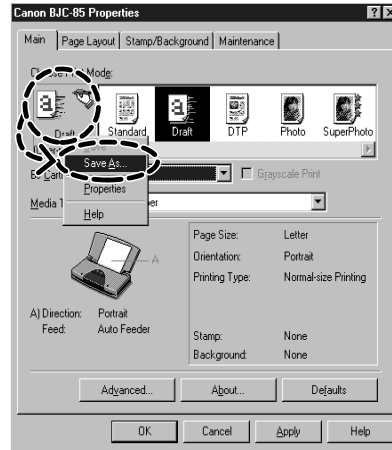 Canon BJC-85 Properties
Main Page Layout Stamp/Background Maintenance
Draft Standard Draft DTP Photo SuperPhoto
Save As...
Grayscale Print
Properties
Help
Page Size: Letter
Orientation: Portrait
Printing Type: Normal-size Printing
A
A) Direction: Portrait
Feed: Auto Feeder
Stamp: None
Background: None
Advanced... About... Defaults
OK Cancel Apply Help